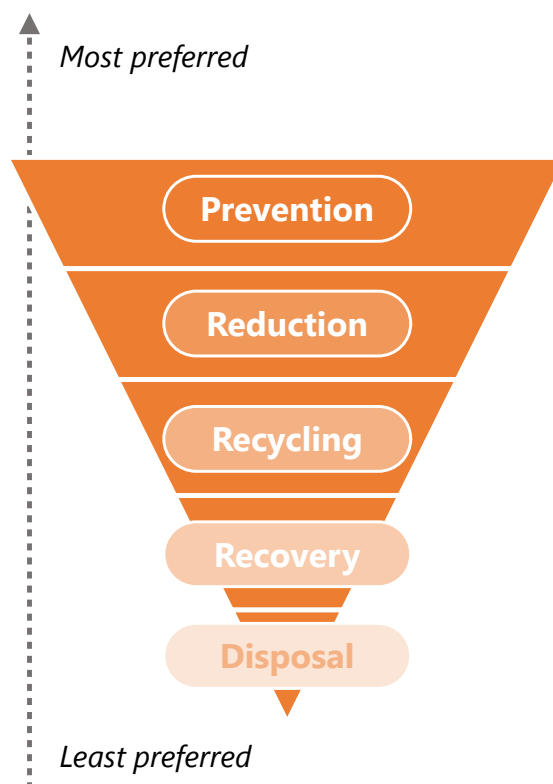 Most preferred
Prevention
Reduction
Recycling
Recovery
Disposal
Least preferred